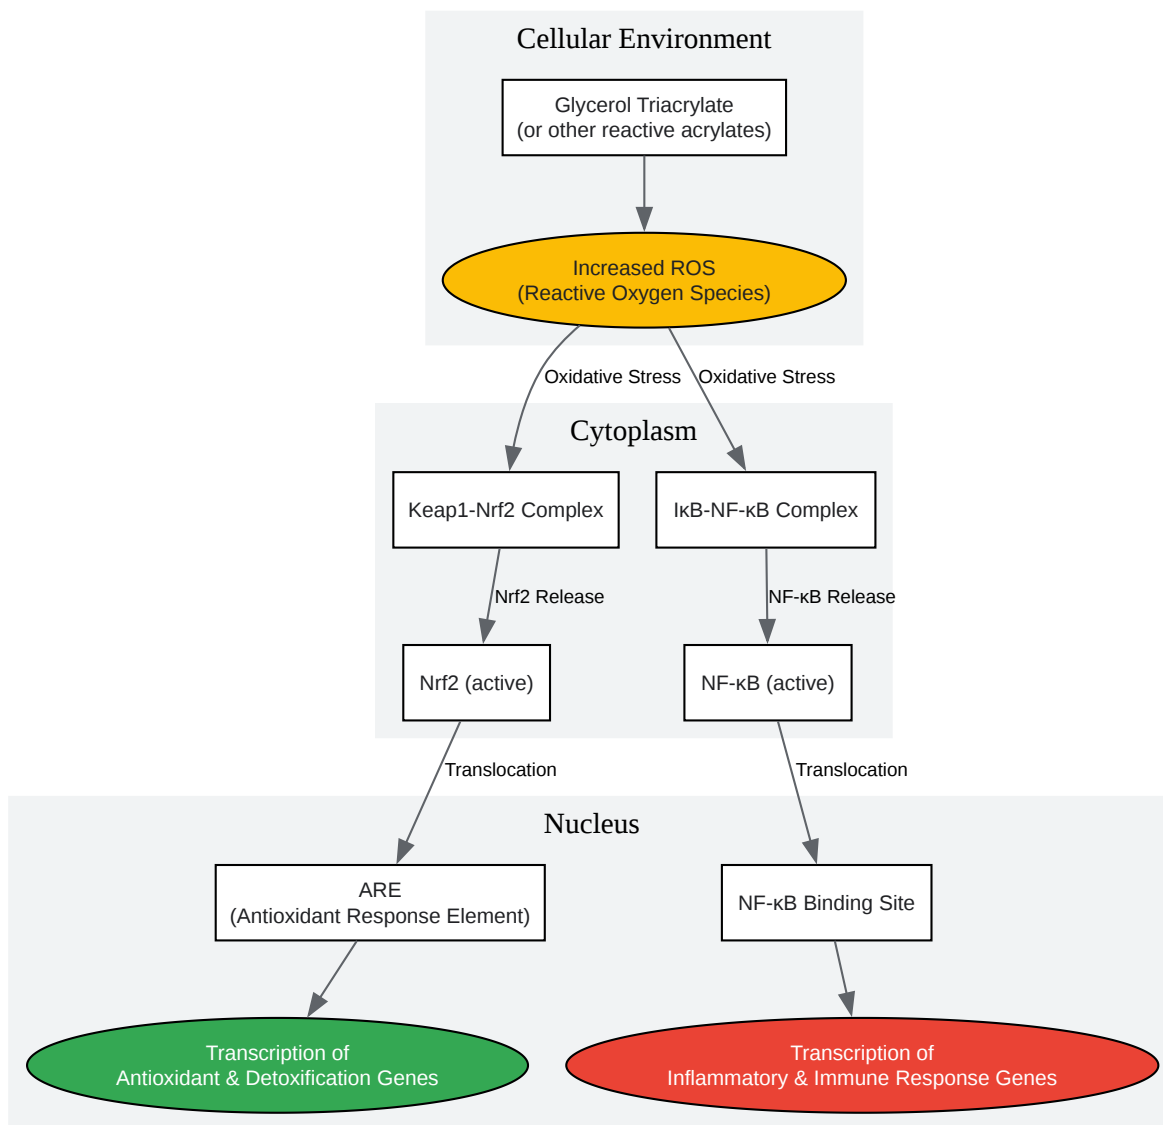 Cellular Environment
Glycerol Triacrylate
(or other reactive acrylates)
Increased ROS
(Reactive Oxygen Species)
Oxidative Stress
Oxidative Stress
Cytoplasm
Keap1-Nrf2 Complex
IκB-NF-κB Complex
Nrf2 Release
NF-κB Release
Nrf2 (active)
NF-κB (active)
Translocation
Translocation
Nucleus
ARE
(Antioxidant Response Element)
NF-κB Binding Site
Transcription of
Antioxidant & Detoxification Genes
Transcription of
Inflammatory & Immune Response Genes